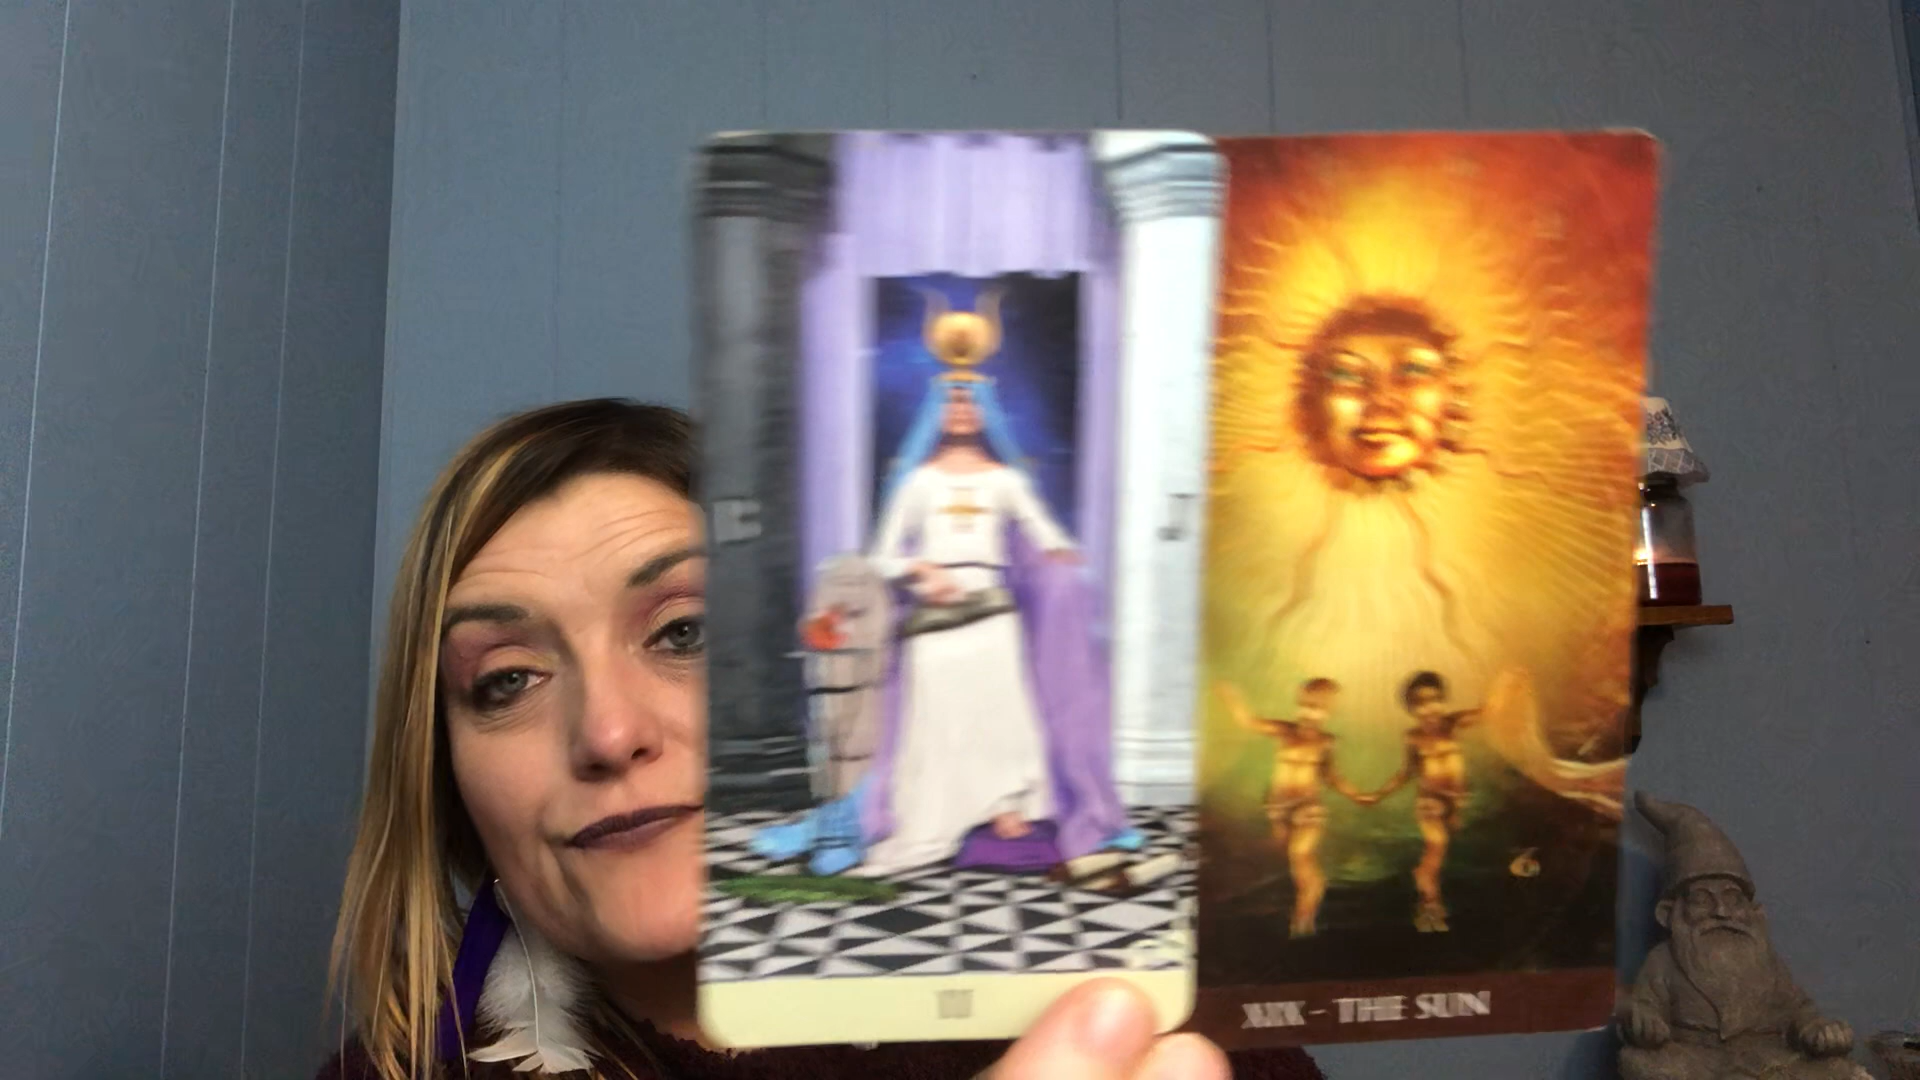 B
J
XIX - THE SUN